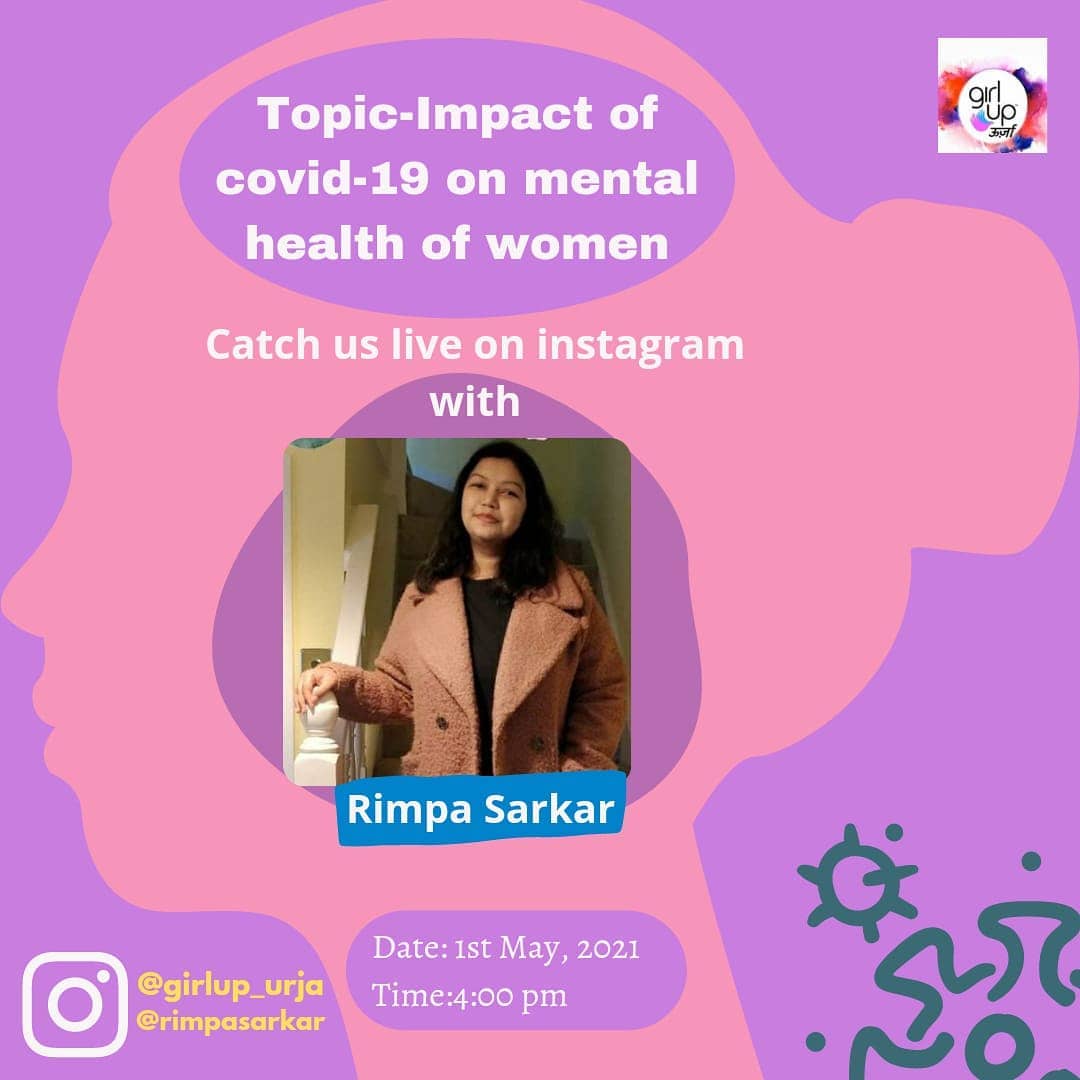 girl
up
ऊर्जा
Topic-Impact of
covid-19 on mental
health of women
Catch us live on instagram
with
Rimpa Sarkar
Date: 1st May, 2021
Time:4:00 pm
@girlup_urja
@rimpasarkar